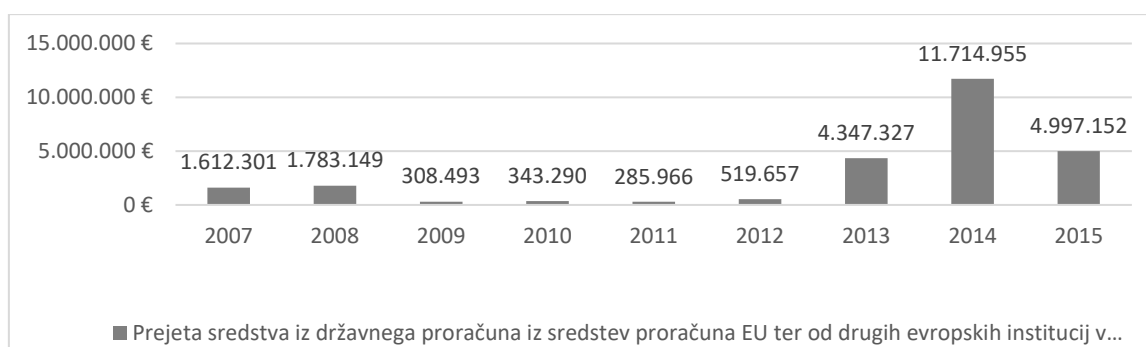 15.000.000 €
11.714.955
10.000.000 €
4.347.327
4.997.152
5.000.000 €
1.612.301 1.783.149
308.493 343.290 285.966 519.657
0 €
2007 2008 2009 2010 2011 2012 2013 2014 2015
Prejeta sredstva iz državnega proračuna iz sredstev proračuna EU ter od drugih evropskih institucij v...